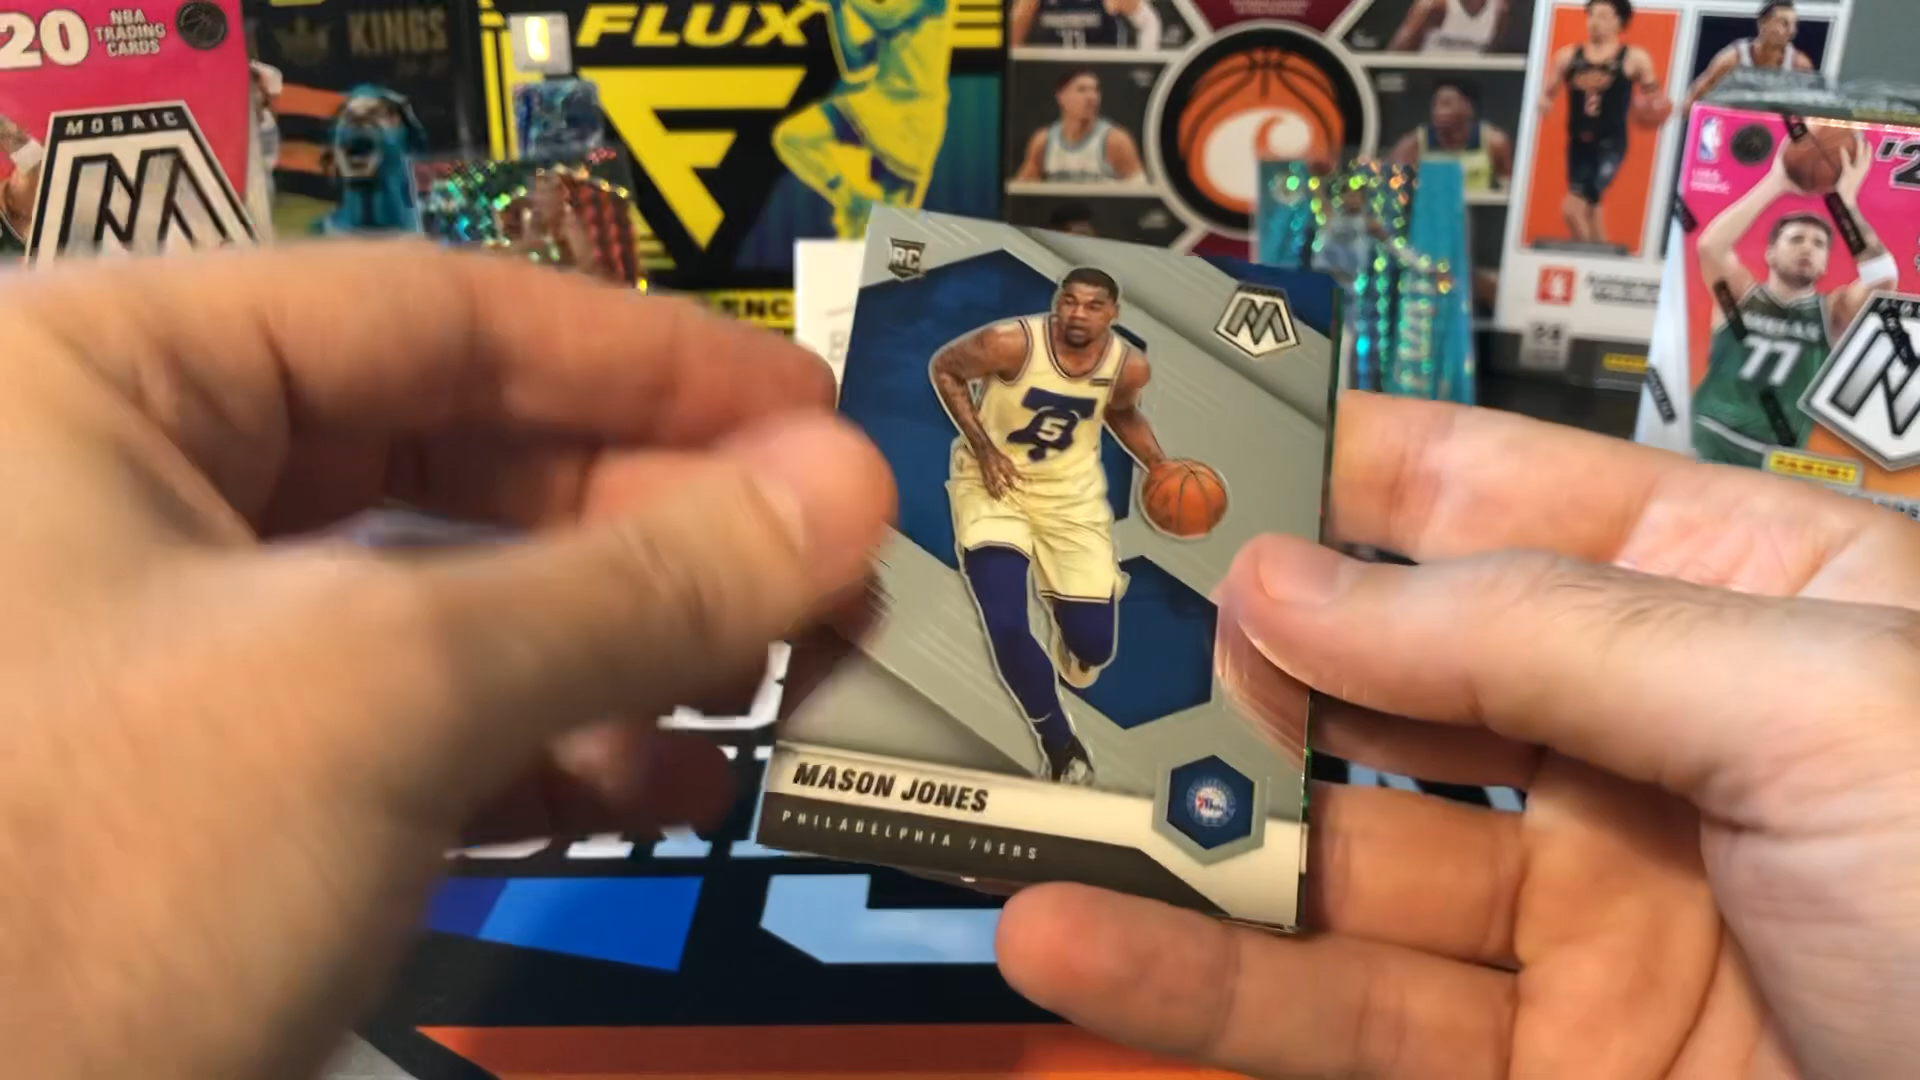 20
NBA
TRADING
CARDS
MOSAIC
KINGS
FLUX
RC
5
MASON JONES
PHILADELPHIA 76ERS
77
PANINI